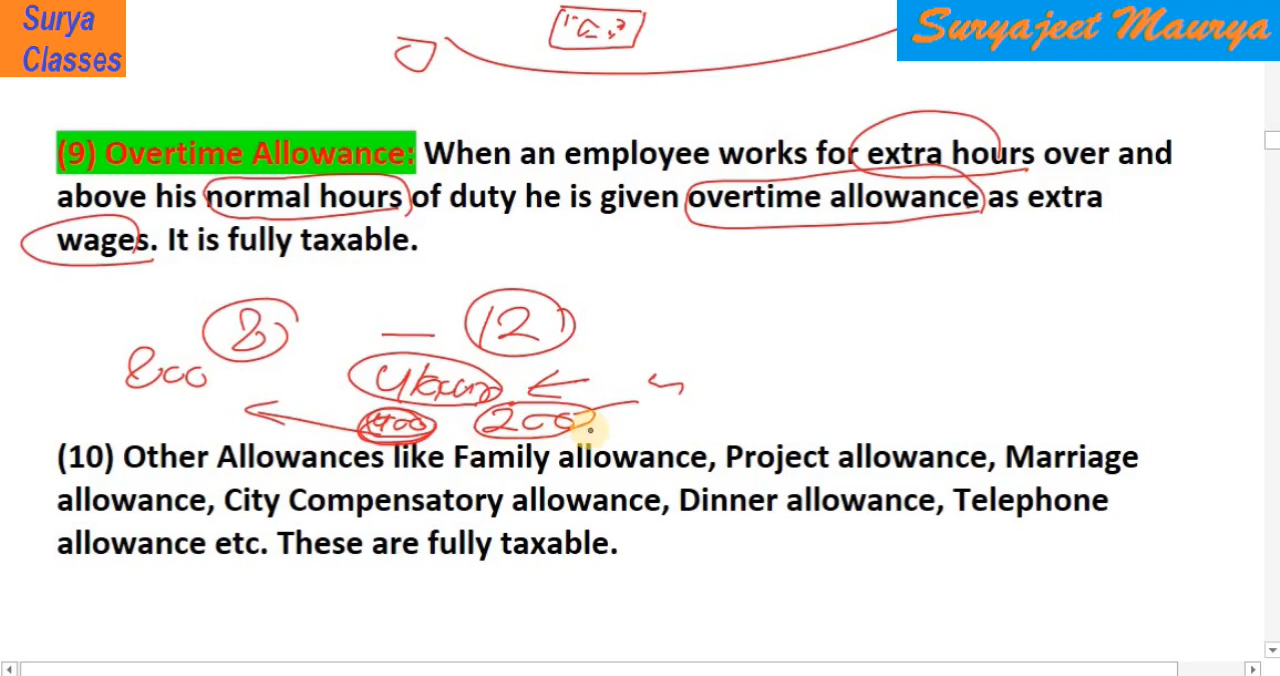 Surya
Classes
Suryajeet Maurya
(9) Overtime Allowance: When an employee works for extra hours over and
above his normal hours of duty he is given overtime allowance as extra
wages. It is fully taxable.
8 — 12
800
400 200
(10) Other Allowances like Family allowance, Project allowance, Marriage
allowance, City Compensatory allowance, Dinner allowance, Telephone
allowance etc. These are fully taxable.